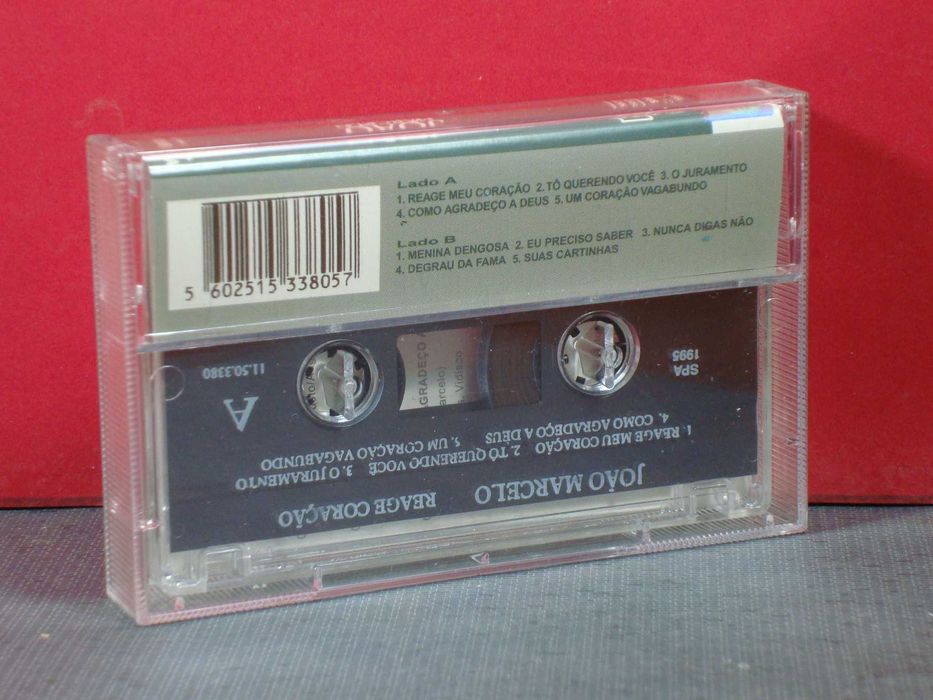 Lado A
1. REAGE MEU CORAÇÃO 2. TÔ QUERENDO VOCÊ 3. O JURAMENTO
4. COMO AGRADEÇO A DEUS 5. UM CORAÇÃO VAGABUNDO
Lado B
1. MENINA DENGOSA 2. EU PRECISO SABER 3. NUNCA DIGAS NÃO
4. DEGRAU DA FAMA 5. SUAS CARTINHAS
5 602515 338057
JOÃO MARCELO REAGE CORAÇÃO
1. REAGE MEU CORAÇÃO 2. TÔ QUERENDO VOCÊ 3. O JURAMENTO
4. COMO AGRADEÇO A DEUS 5. UM CORAÇÃO VAGABUNDO
A
SPA
1995
11.50.3380
GRADEÇO
arcelo)
Vidisco